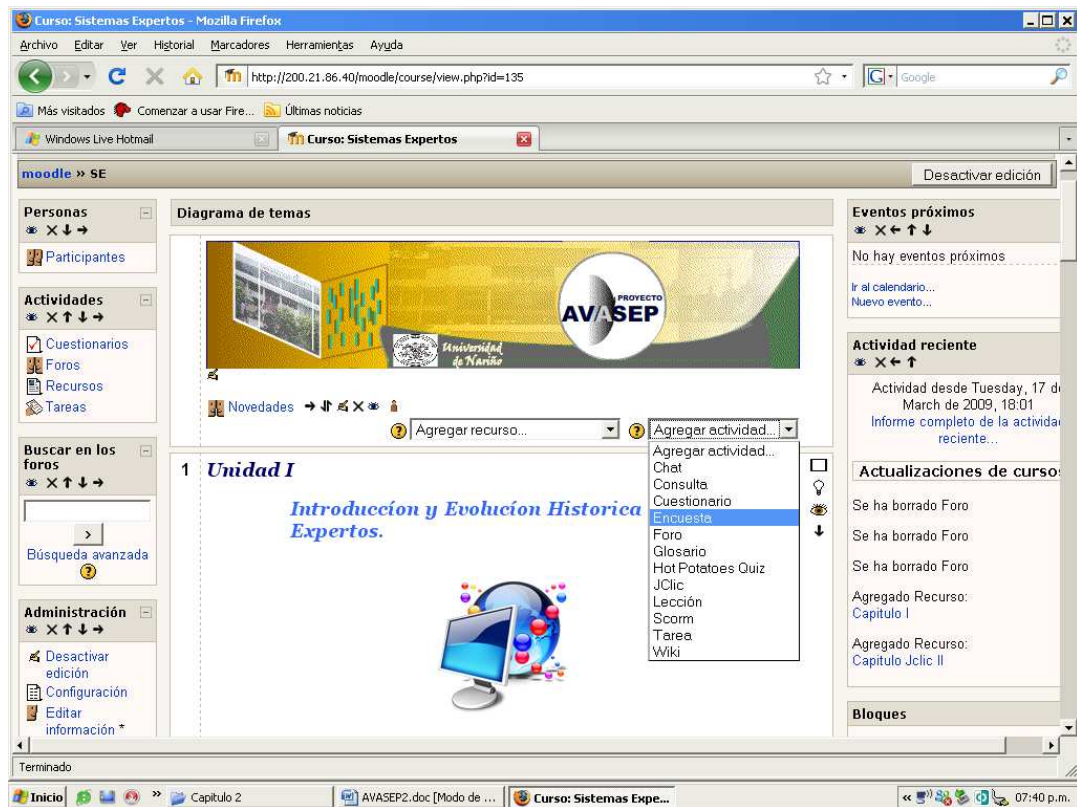 Curso: Sistemas Expertos - Mozilla Firefox
Archivo Editar Ver Historial Marcadores Herramientas Ayuda
http://200.21.86.40/moodle/course/view.php?id=135
Google
Más visitados Comenzar a usar Fire... Últimas noticias
Windows Live Hotmail
Curso: Sistemas Expertos
moodle » SE
Desactivar edición
Personas
Participantes
Actividades
Cuestionarios
Foros
Recursos
Tareas
Buscar en los
foros
>
Búsqueda avanzada
Administración
Desactivar
edición
Configuración
Editar
información *
Diagrama de temas
PROYECTO
AVASEP
Universidad
de Nariño
Novedades
Agregar recurso...
Agregar actividad...
Agregar actividad...
Chat
Consulta
Cuestionario
Encuesta
Foro
Glosario
Hot Potatoes Quiz
JClic
Lección
Scorm
Tarea
Wiki
1 Unidad I
Introduccíon y Evolucíon Historica
Expertos.
Eventos próximos
No hay eventos próximos
Ir al calendario...
Nuevo evento...
Actividad reciente
Actividad desde Tuesday, 17 de
March de 2009, 18:01
Informe completo de la activida
reciente...
Actualizaciones de curso
Se ha borrado Foro
Se ha borrado Foro
Se ha borrado Foro
Agregado Recurso:
Capitulo I
Agregado Recurso:
Capitulo Jclic II
Bloques
Terminado
Inicio
Capitulo 2
AVASEP2.doc [Modo de ...
Curso: Sistemas Expe...
07:40 p.m.